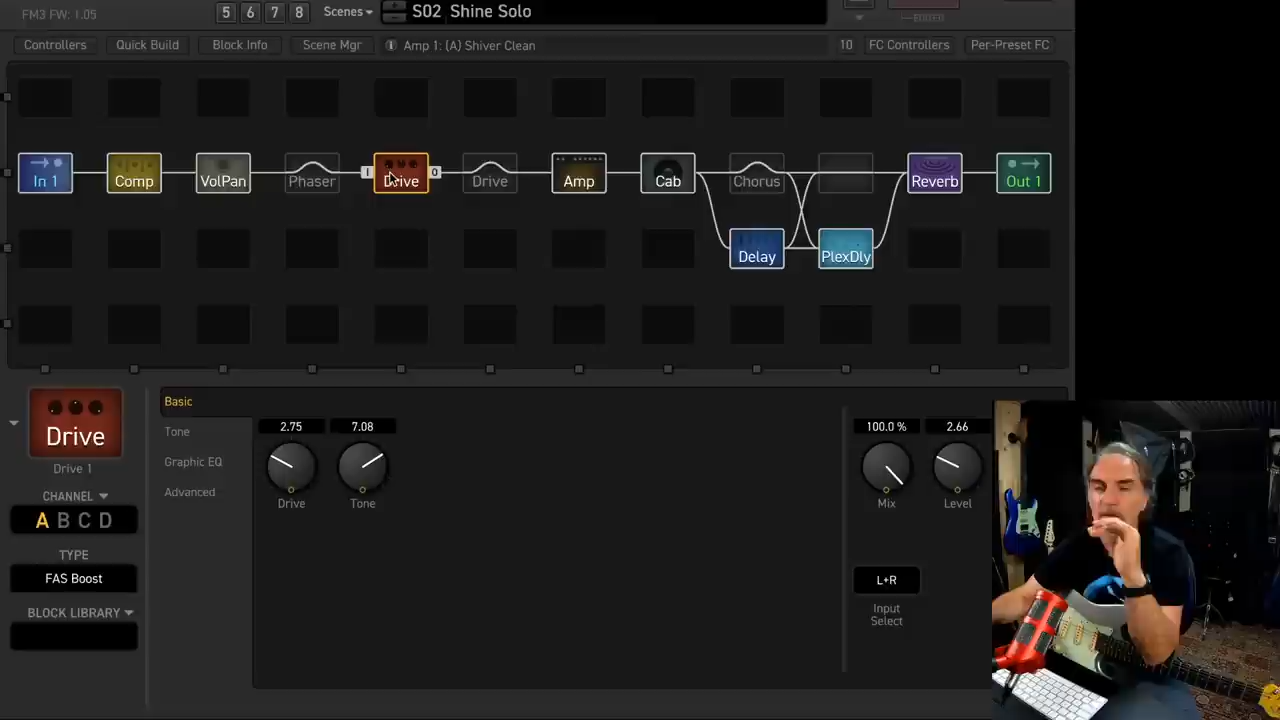 FM3 FW: 1.05
5 6 7 8
Scenes
S02 Shine Solo
Controllers
Quick Build
Block Info
Scene Mgr
Amp 1: (A) Shiver Clean
10
FC Controllers
Per-Preset FC
In 1
Comp
VolPan
Phaser
I
Drive
O
Drive
Amp
Cab
Chorus
Reverb
Out 1
Delay
PlexDly
Drive
Drive 1
CHANNEL
A B C D
TYPE
FAS Boost
BLOCK LIBRARY
Basic
Tone
Graphic EQ
Advanced
2.75
7.08
Drive
Tone
100.0 %
2.66
Mix
Level
L+R
Input
Select